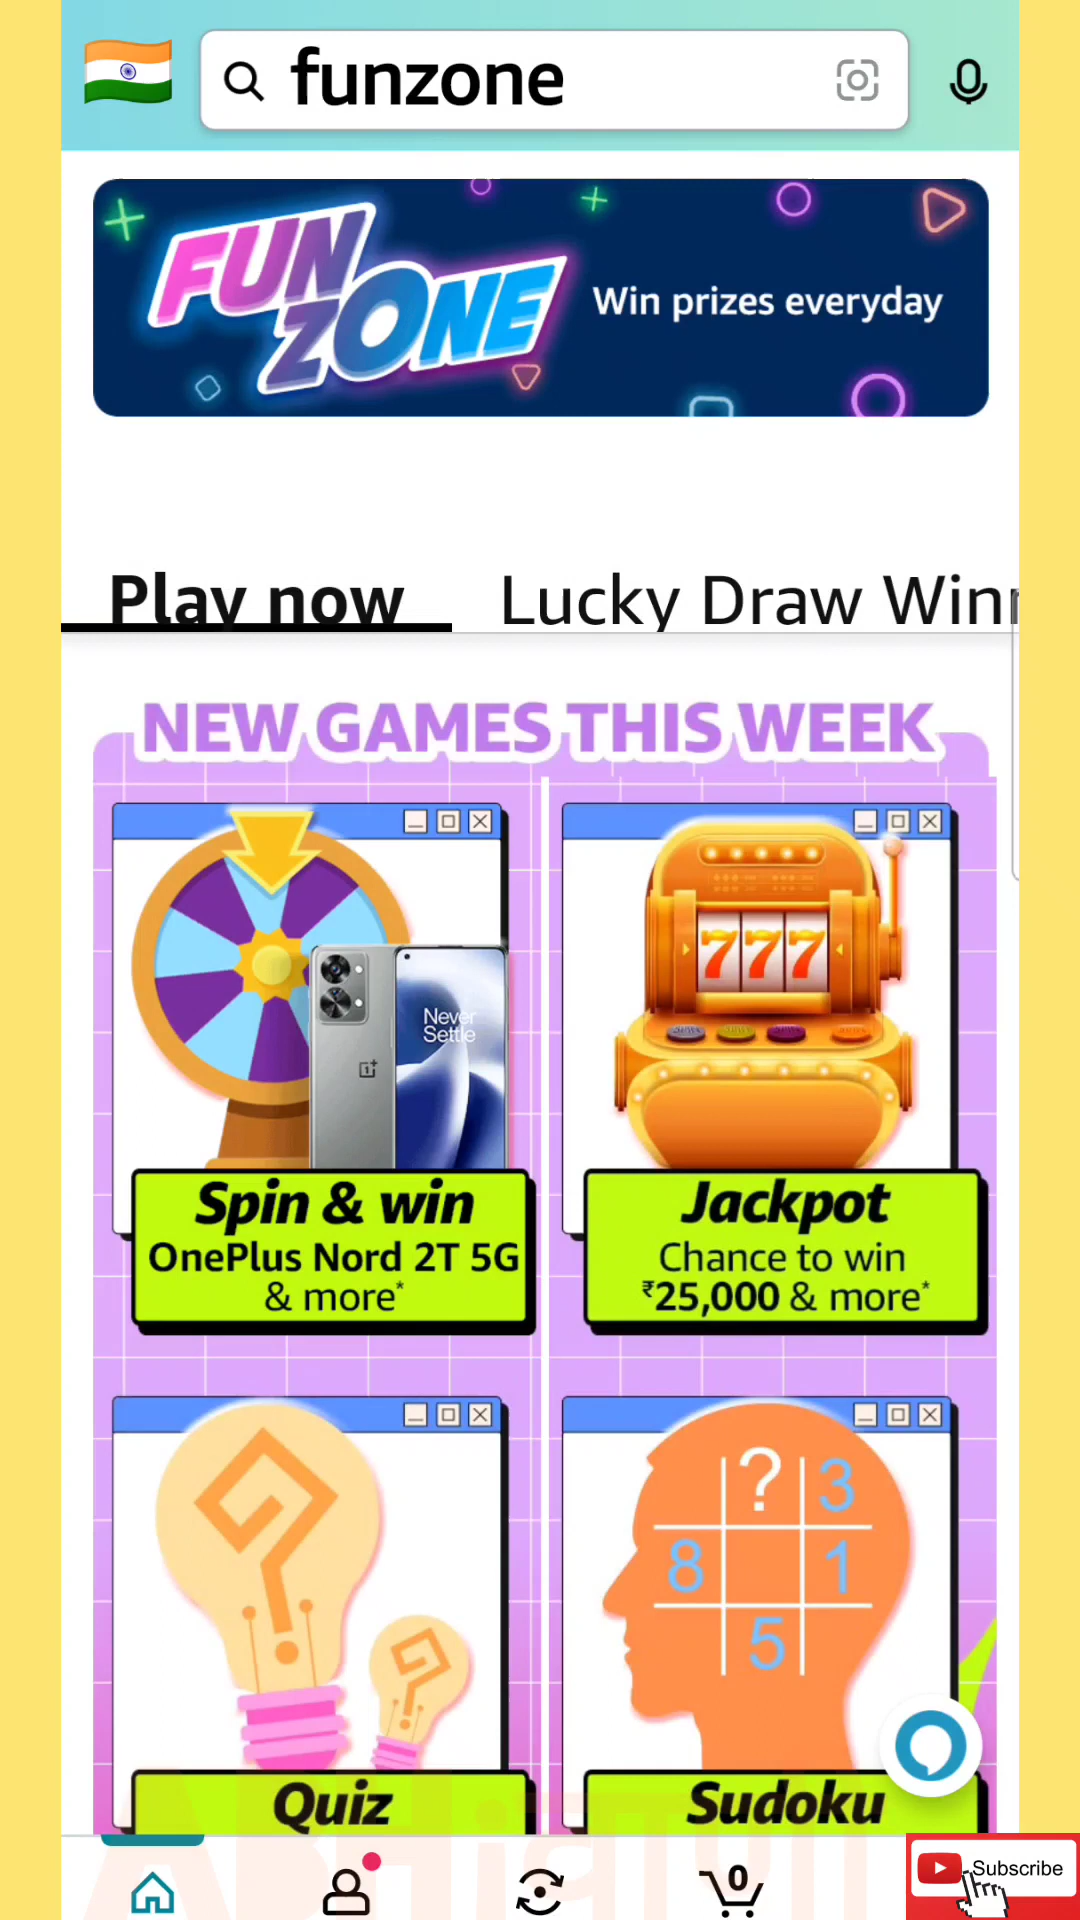 funzone
FUN
ZONE
Win prizes everyday
Play now
Lucky Draw Winn
NEW GAMES THIS WEEK
777
Never
Settle
Spin & win
OnePlus Nord 2T 5G
& more*
Jackpot
Chance to win
₹25,000 & more*
? 3
8 1
5
Quiz
Sudoku
0
Subscribe